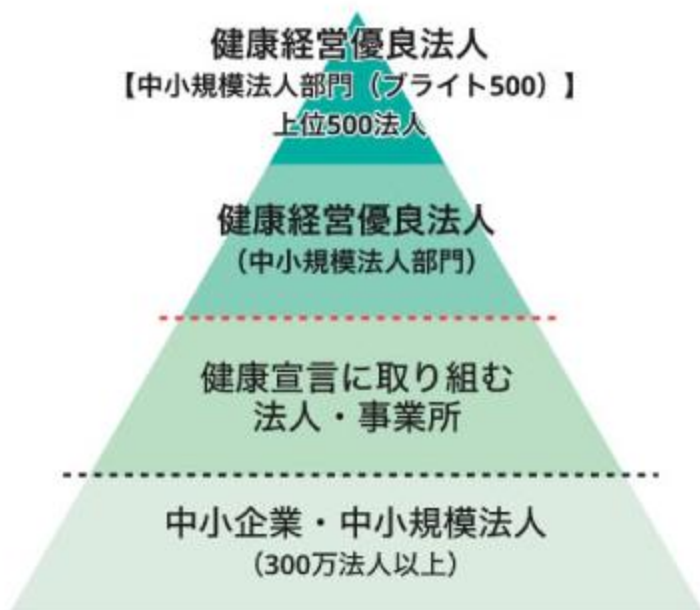 健康経営優良法人
【中小規模法人部門（ブライト500）】
上位500法人
健康経営優良法人
（中小規模法人部門）
健康宣言に取り組む
法人・事業所
中小企業・中小規模法人
（300万法人以上）